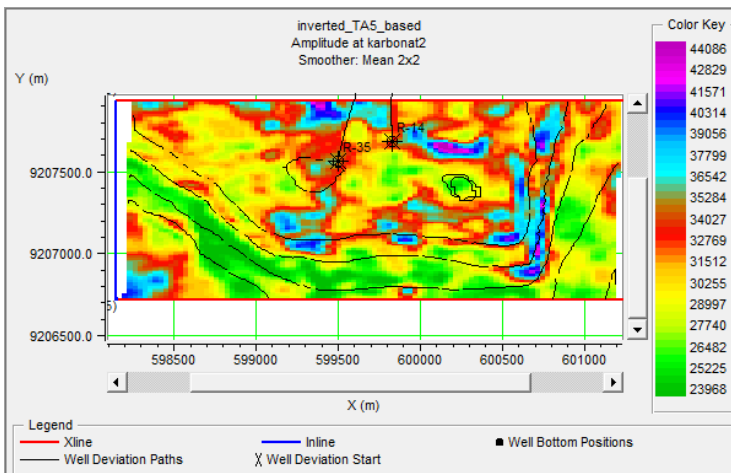 inverted_TA5_based
Amplitude at karbonat2
Smoother: Mean 2x2
Color Key
Y (m)
44086
42829
41571
40314
39056
37799
36542
35284
34027
32769
31512
30255
28997
27740
26482
25225
23968
R-14
R-35
9207500.0
9207000.0
9206500.0
598500 599000 599500 600000 600500 601000
X (m)
Legend
Xline Inline Well Bottom Positions
Well Deviation Paths Well Deviation Start